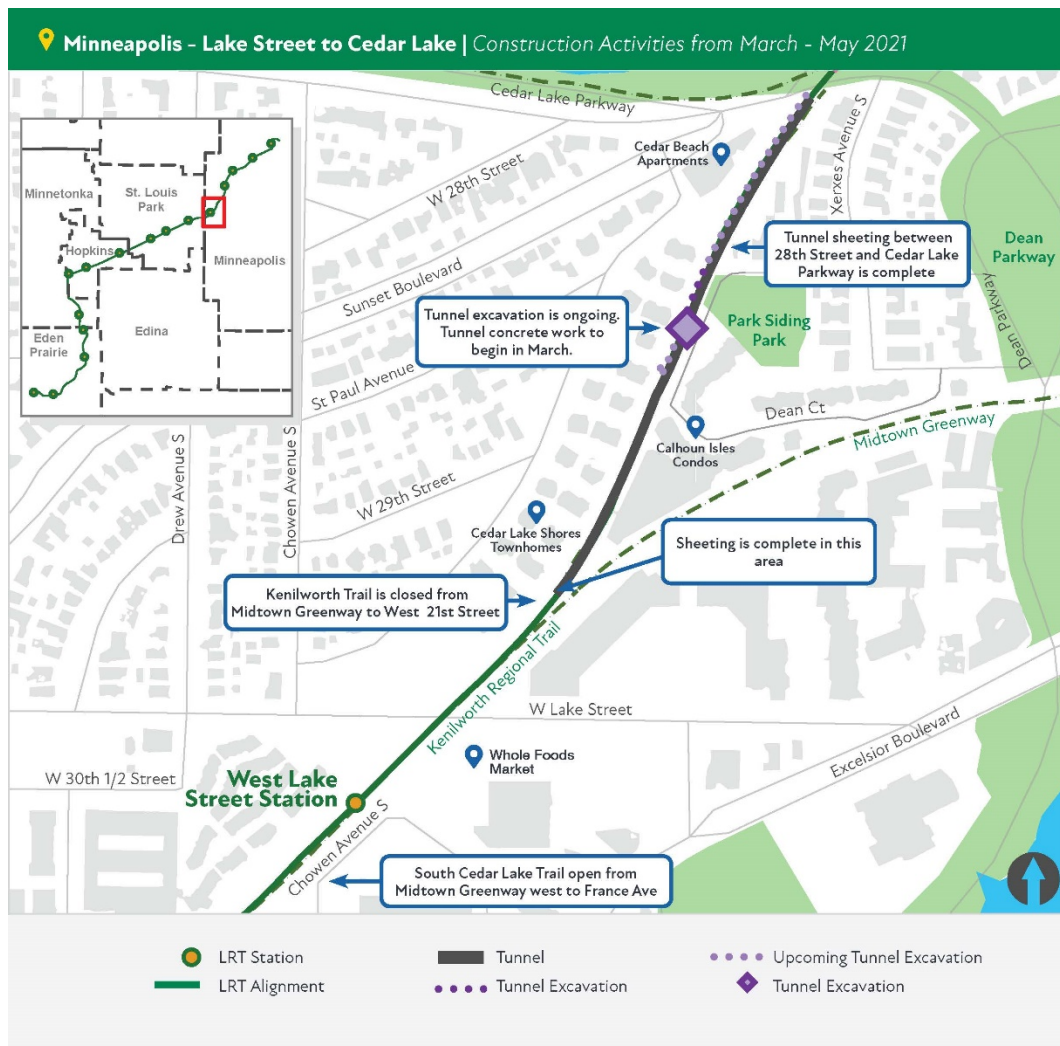 Minneapolis - Lake Street to Cedar Lake | Construction Activities from March - May 2021
Cedar Lake Parkway
Minnetonka
St. Louis
Park
Hopkins
Minneapolis
Edina
Eden
Prairie
W 28th Street
Cedar Beach
Apartments
Xerxes Avenue S
Tunnel sheeting between
28th Street and Cedar Lake
Parkway is complete
Dean
Parkway
Dean Parkway
Sunset Boulevard
Tunnel excavation is ongoing.
Tunnel concrete work to
begin in March.
Park Siding
Park
St Paul Avenue
Dean Ct
Midtown Greenway
Calhoun Isles
Condos
Drew Avenue S
Chowen Avenue S
W 29th Street
Cedar Lake Shores
Townhomes
Sheeting is complete in this
area
Kenilworth Trail is closed from
Midtown Greenway to West 21st Street
Kenilworth Regional Trail
W Lake Street
Excelsior Boulevard
Whole Foods
Market
W 30th 1/2 Street
West Lake
Street Station
Chowen Avenue S
South Cedar Lake Trail open from
Midtown Greenway west to France Ave
LRT Station
Tunnel
Upcoming Tunnel Excavation
LRT Alignment
Tunnel Excavation
Tunnel Excavation